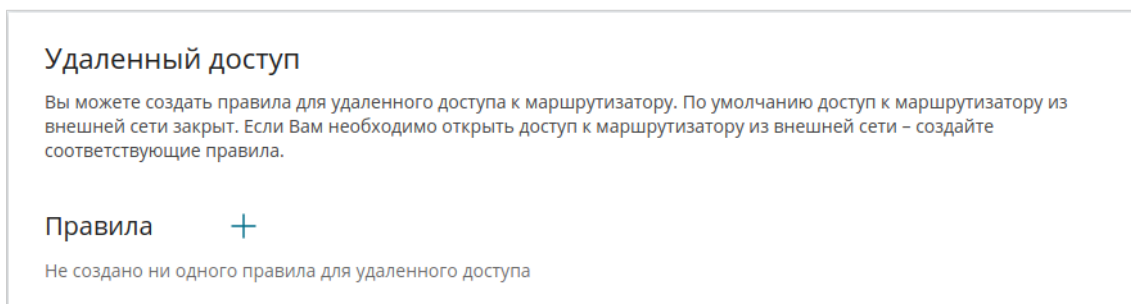 Удаленный доступ
Вы можете создать правила для удаленного доступа к маршрутизатору. По умолчанию доступ к маршрутизатору из
внешней сети закрыт. Если Вам необходимо открыть доступ к маршрутизатору из внешней сети – создайте
соответствующие правила.
Правила
Не создано ни одного правила для удаленного доступа